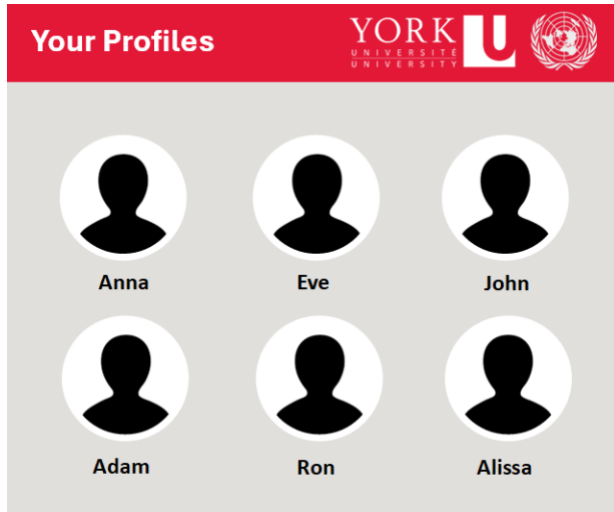 Your Profiles
YORK U
UNIVERSITÉ
UNIVERSITY
Anna Eve John
Adam Ron Alissa